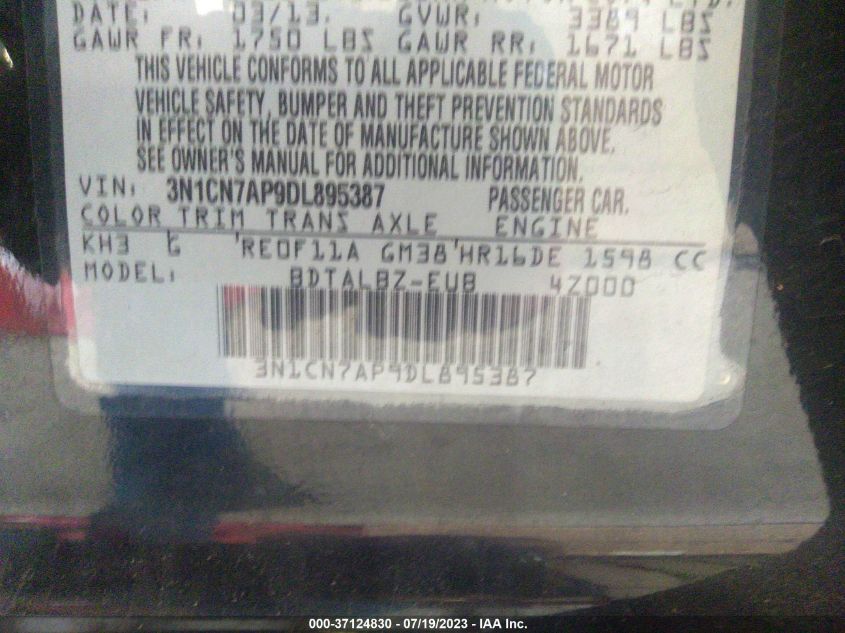 LTD.
DATE: 03/13. GVWR: 3389 LBS
GAWR FR: 1750 LBS GAWR RR: 1671 LBS
THIS VEHICLE CONFORMS TO ALL APPLICABLE FEDERAL MOTOR
VEHICLE SAFETY, BUMPER AND THEFT PREVENTION STANDARDS
IN EFFECT ON THE DATE OF MANUFACTURE SHOWN ABOVE.
SEE OWNER'S MANUAL FOR ADDITIONAL INFORMATION.
VIN: 3N1CN7AP9DL895387 PASSENGER CAR.
COLOR TRIM TRANS AXLE ENGINE
KH3 G 'RE0F11A GM38'HR16DE 1598 CC
MODEL: BDTALBZ-EUB 4Z000
3N1CN7AP9DL895387
000-37124830 - 07/19/2023 - IAA Inc.